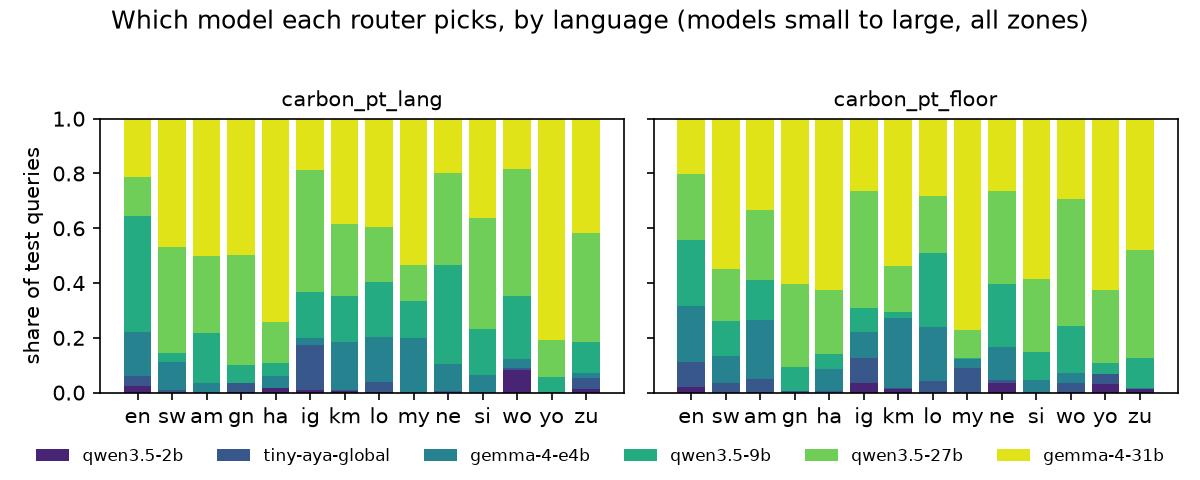 Which model each router picks, by language (models small to large, all zones)
carbon_pt_lang
carbon_pt_floor
share of test queries
1.0
0.8
0.6
0.4
0.2
0.0
en sw am gn ha ig km lo my ne si wo yo zu
en sw am gn ha ig km lo my ne si wo yo zu
qwen3.5-2b tiny-aya-global gemma-4-e4b qwen3.5-9b qwen3.5-27b gemma-4-31b